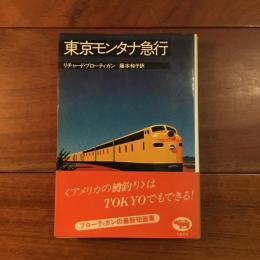 東京モンタナ急行
リチャード・ブローティガン 藤本和子訳
〈アメリカの鱒釣り〉は
TOKYOでもできる!
ブローティガンの最新短篇集
晶文社